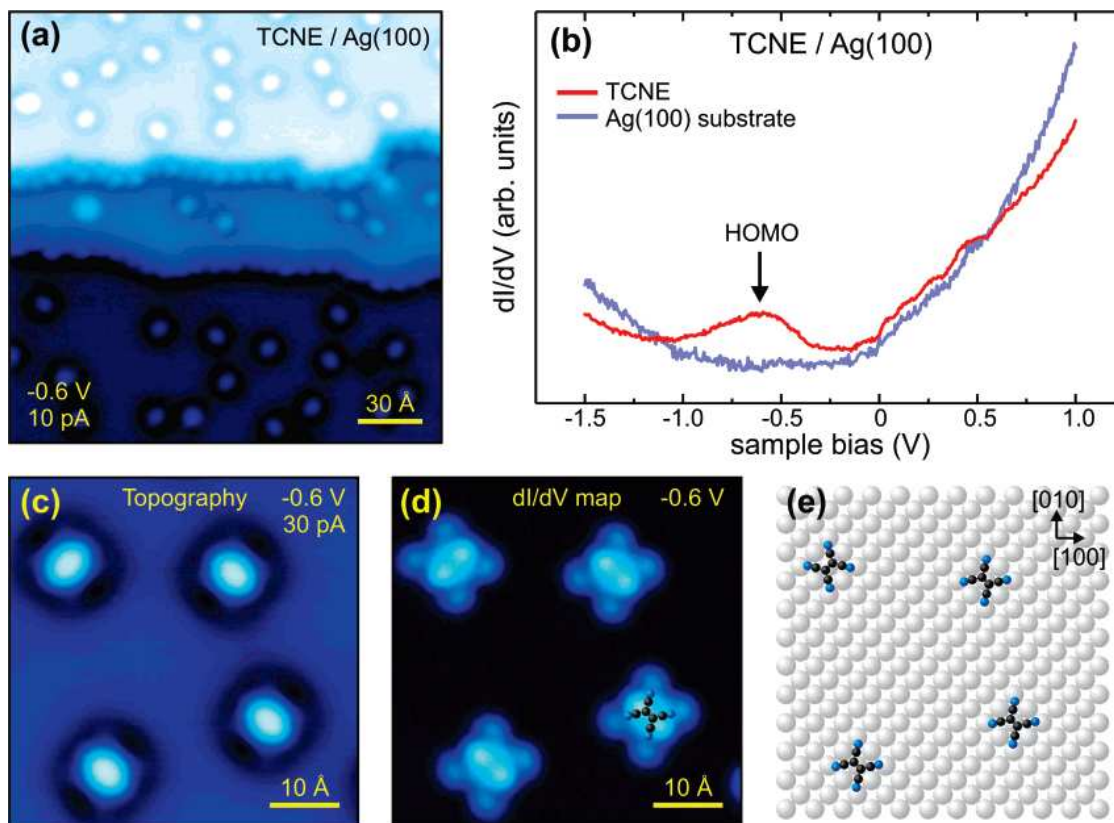 (a)
TCNE / Ag(100)
-0.6 V
10 pA
30 Å
(b)
TCNE / Ag(100)
TCNE
Ag(100) substrate
HOMO
dI/dV (arb. units)
-1.5
-1.0
-0.5
0
0.5
1.0
sample bias (V)
(c)
Topography
-0.6 V
30 pA
10 Å
(d)
dI/dV map
-0.6 V
10 Å
(e)
[010]
[100]